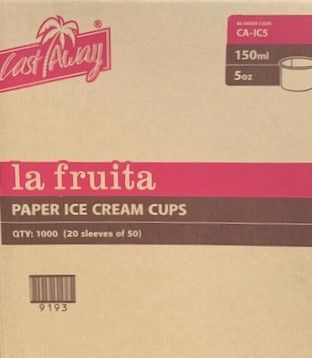 Cast Away
RE-ORDER CODE:
CA-IC5
150ml
5oz
la fruita
PAPER ICE CREAM CUPS
QTY: 1000 (20 sleeves of 50)
9193